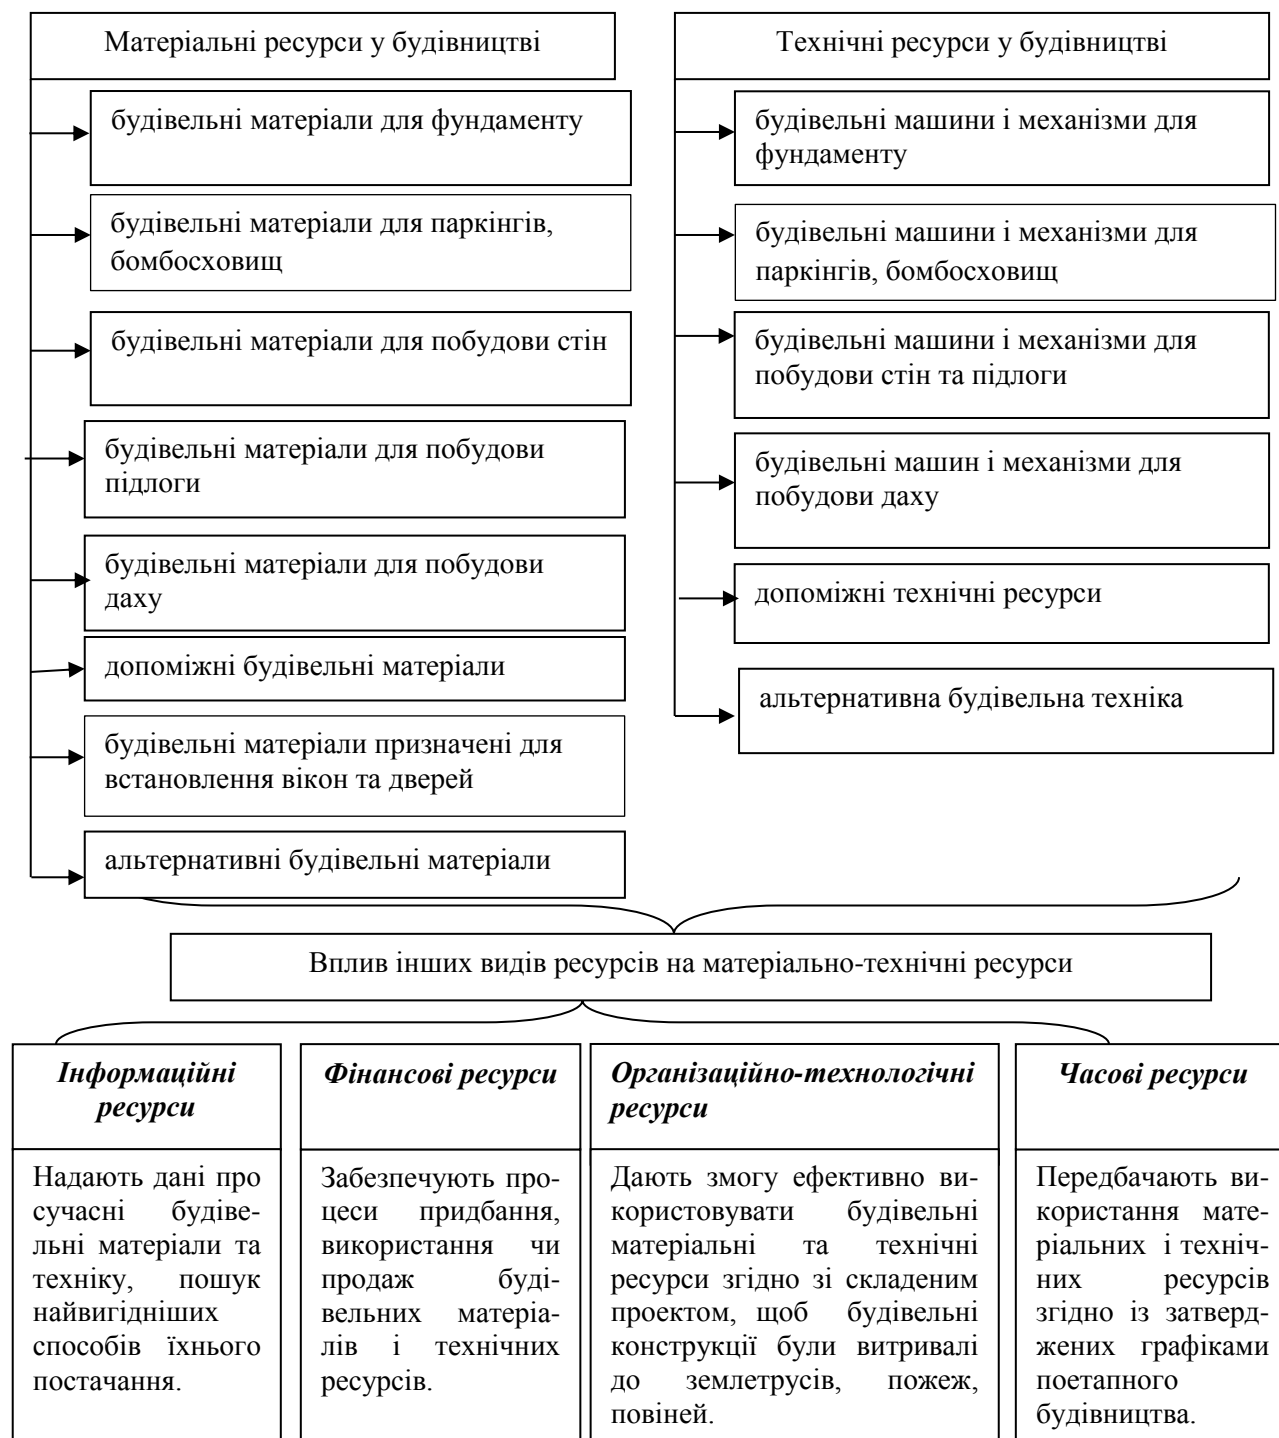 Матеріальні ресурси у будівництві
будівельні матеріали для фундаменту
будівельні матеріали для паркінгів,
бомбосховищ
будівельні матеріали для побудови стін
будівельні матеріали для побудови
підлоги
будівельні матеріали для побудови
даху
допоміжні будівельні матеріали
будівельні матеріали призначені для
встановлення вікон та дверей
альтернативні будівельні матеріали
Технічні ресурси у будівництві
будівельні машини і механізми для
фундаменту
будівельні машини і механізми для
паркінгів, бомбосховищ
будівельні машини і механізми для
побудови стін та підлоги
будівельні машин і механізми для
побудови даху
допоміжні технічні ресурси
альтернативна будівельна техніка
Вплив інших видів ресурсів на матеріально-технічні ресурси
Інформаційні
ресурси
Надають дані про
сучасні будіве-
льні матеріали та
техніку, пошук
найвигідніших
способів їхнього
постачання.
Фінансові ресурси
Забезпечують про-
цеси придбання,
використання чи
продаж буді-
вельних матеріа-
лів і технічних
ресурсів.
Організаційно-технологічні
ресурси
Дають змогу ефективно ви-
користовувати будівельні
матеріальні та технічні
ресурси згідно зі складеним
проектом, щоб будівельні
конструкції були витривалі
до землетрусів, пожеж,
повіней.
Часові ресурси
Передбачають ви-
користання мате-
ріальних і техніч-
них ресурсів
згідно із затверд-
жених графіками
поетапного
будівництва.